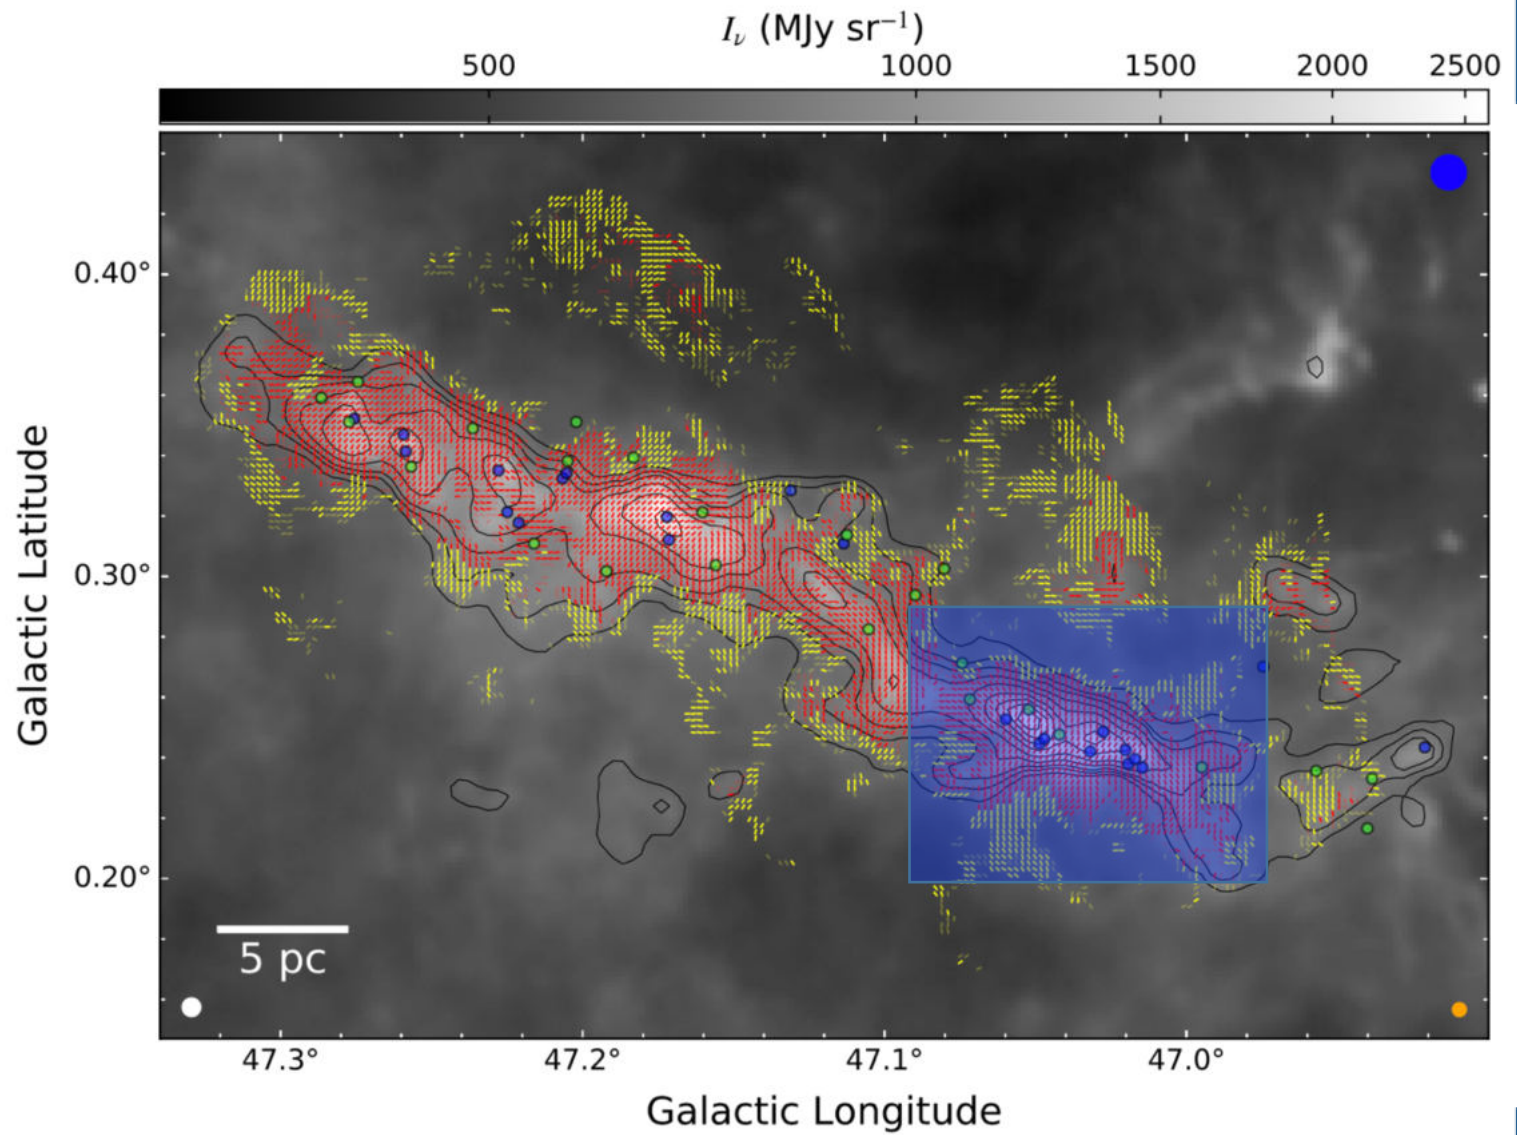 I_ν (MJy sr⁻¹)
500 1000 1500 2000 2500
0.40°
0.30°
0.20°
Galactic Latitude
5 pc
47.3° 47.2° 47.1° 47.0°
Galactic Longitude